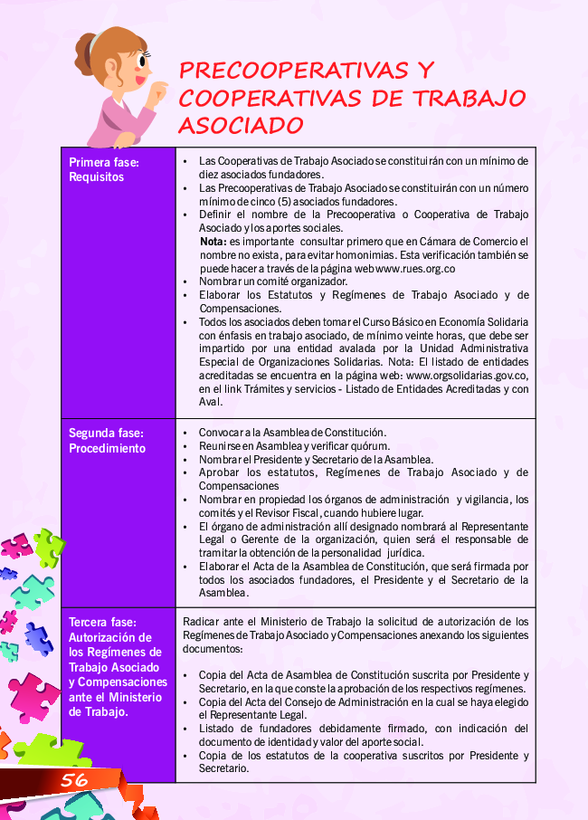 PRECOOPERATIVAS Y
COOPERATIVAS DE TRABAJO
ASOCIADO
Primera fase:
Requisitos
• Las Cooperativas de Trabajo Asociado se constituirán con un mínimo de
diez asociados fundadores.
• Las Precooperativas de Trabajo Asociado se constituirán con un número
mínimo de cinco (5) asociados fundadores.
• Definir el nombre de la Precooperativa o Cooperativa de Trabajo
Asociado y los aportes sociales.
Nota: es importante consultar primero que en Cámara de Comercio el
nombre no exista, para evitar homonimias. Esta verificación también se
puede hacer a través de la página web www.rues.org.co
• Nombrar un comité organizador.
• Elaborar los Estatutos y Regímenes de Trabajo Asociado y de
Compensaciones.
• Todos los asociados deben tomar el Curso Básico en Economía Solidaria
con énfasis en trabajo asociado, de mínimo veinte horas, que debe ser
impartido por una entidad avalada por la Unidad Administrativa
Especial de Organizaciones Solidarias. Nota: El listado de entidades
acreditadas se encuentra en la página web: www.orgsolidarias.gov.co,
en el link Trámites y servicios - Listado de Entidades Acreditadas y con
Aval.
Segunda fase:
Procedimiento
• Convocar a la Asamblea de Constitución.
• Reunirse en Asamblea y verificar quórum.
• Nombrar el Presidente y Secretario de la Asamblea.
• Aprobar los estatutos, Regímenes de Trabajo Asociado y de
Compensaciones
• Nombrar en propiedad los órganos de administración y vigilancia, los
comités y el Revisor Fiscal, cuando hubiere lugar.
• El órgano de administración allí designado nombrará al Representante
Legal o Gerente de la organización, quien será el responsable de
tramitar la obtención de la personalidad jurídica.
• Elaborar el Acta de la Asamblea de Constitución, que será firmada por
todos los asociados fundadores, el Presidente y el Secretario de la
Asamblea.
Tercera fase:
Autorización de
los Regímenes de
Trabajo Asociado
y Compensaciones
ante el Ministerio
de Trabajo.
Radicar ante el Ministerio de Trabajo la solicitud de autorización de los
Regímenes de Trabajo Asociado y Compensaciones anexando los siguientes
documentos:
• Copia del Acta de Asamblea de Constitución suscrita por Presidente y
Secretario, en la que conste la aprobación de los respectivos regímenes.
• Copia del Acta del Consejo de Administración en la cual se haya elegido
el Representante Legal.
• Listado de fundadores debidamente firmado, con indicación del
documento de identidad y valor del aporte social.
• Copia de los estatutos de la cooperativa suscritos por Presidente y
Secretario.
56